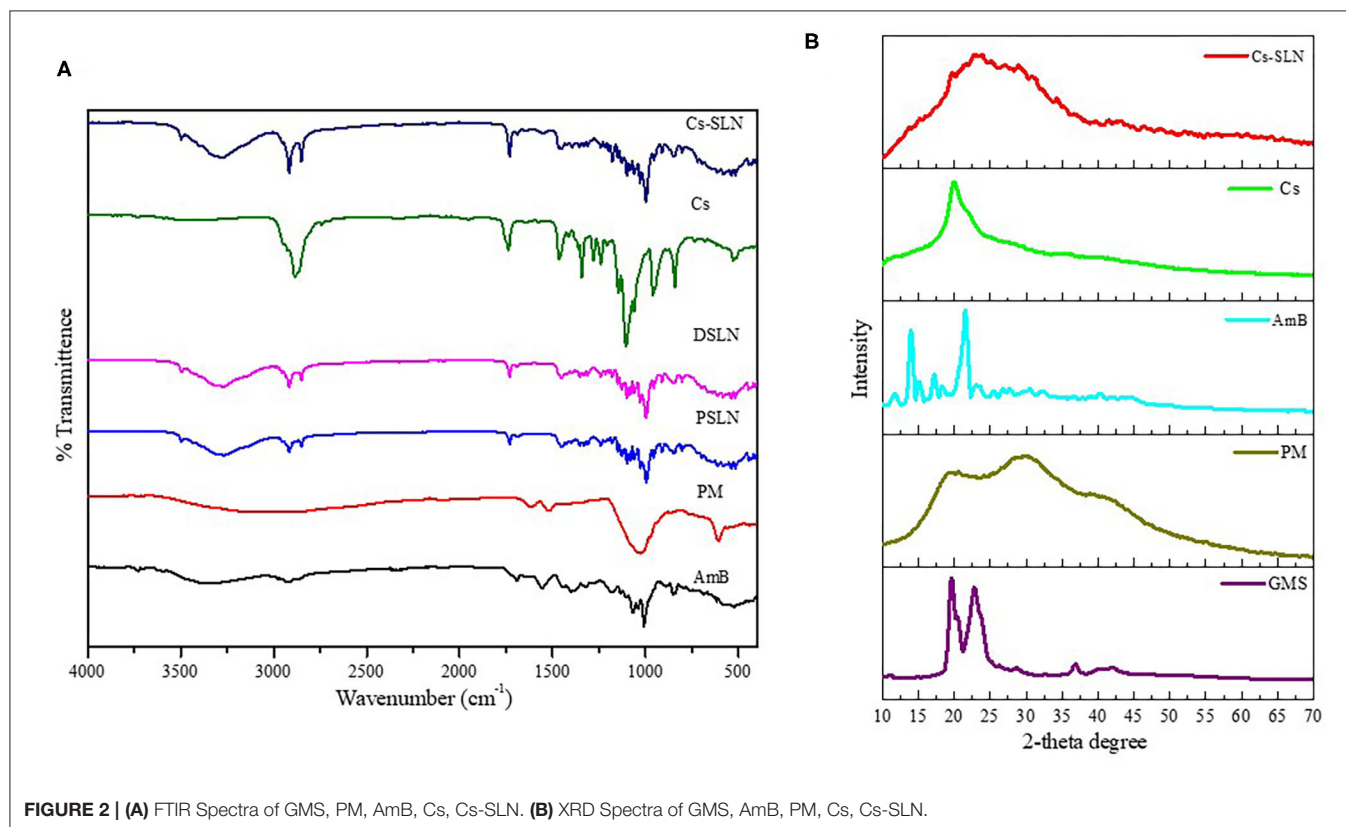 A
Cs-SLN
Cs
DSLN
PSLN
PM
AmB
% Transmittence
4000 3500 3000 2500 2000 1500 1000 500
Wavenumber (cm⁻¹)
B
Cs-SLN
Cs
AmB
PM
GMS
Intensity
10 15 20 25 30 35 40 45 50 55 60 65 70
2-theta degree
FIGURE 2 | (A) FTIR Spectra of GMS, PM, AmB, Cs, Cs-SLN. (B) XRD Spectra of GMS, AmB, PM, Cs, Cs-SLN.